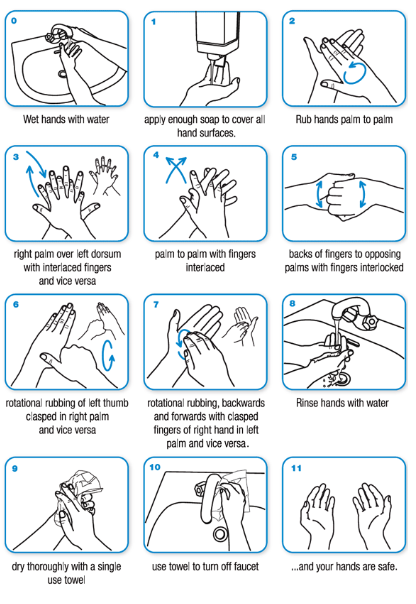 0
Wet hands with water
1
apply enough soap to cover all
hand surfaces.
2
Rub hands palm to palm
3
right palm over left dorsum
with interlaced fingers
and vice versa
4
palm to palm with fingers
interlaced
5
backs of fingers to opposing
palms with fingers interlocked
6
rotational rubbing of left thumb
clasped in right palm
and vice versa
7
rotational rubbing, backwards
and forwards with clasped
fingers of right hand in left
palm and vice versa.
8
Rinse hands with water
9
dry thoroughly with a single
use towel
10
use towel to turn off faucet
11
...and your hands are safe.